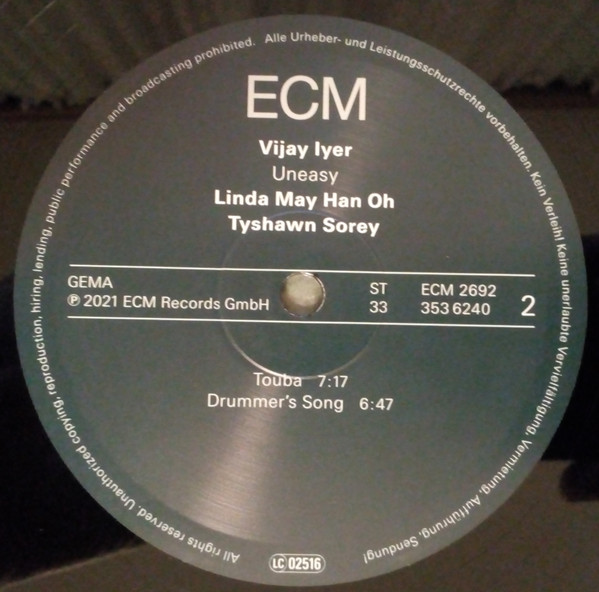 All rights reserved. Unauthorized copying, reproduction, hiring, lending, public performance and broadcasting prohibited. Alle Urheber- und Leistungsschutzrechte vorbehalten. Kein Verleih! Keine unerlaubte Vervielfältigung, Vermietung, Aufführung, Sendung!
ECM
Vijay Iyer
Uneasy
Linda May Han Oh
Tyshawn Sorey
GEMA ST ECM 2692
℗ 2021 ECM Records GmbH 33 353 6240 2
Touba 7:17
Drummer's Song 6:47
LC 02516